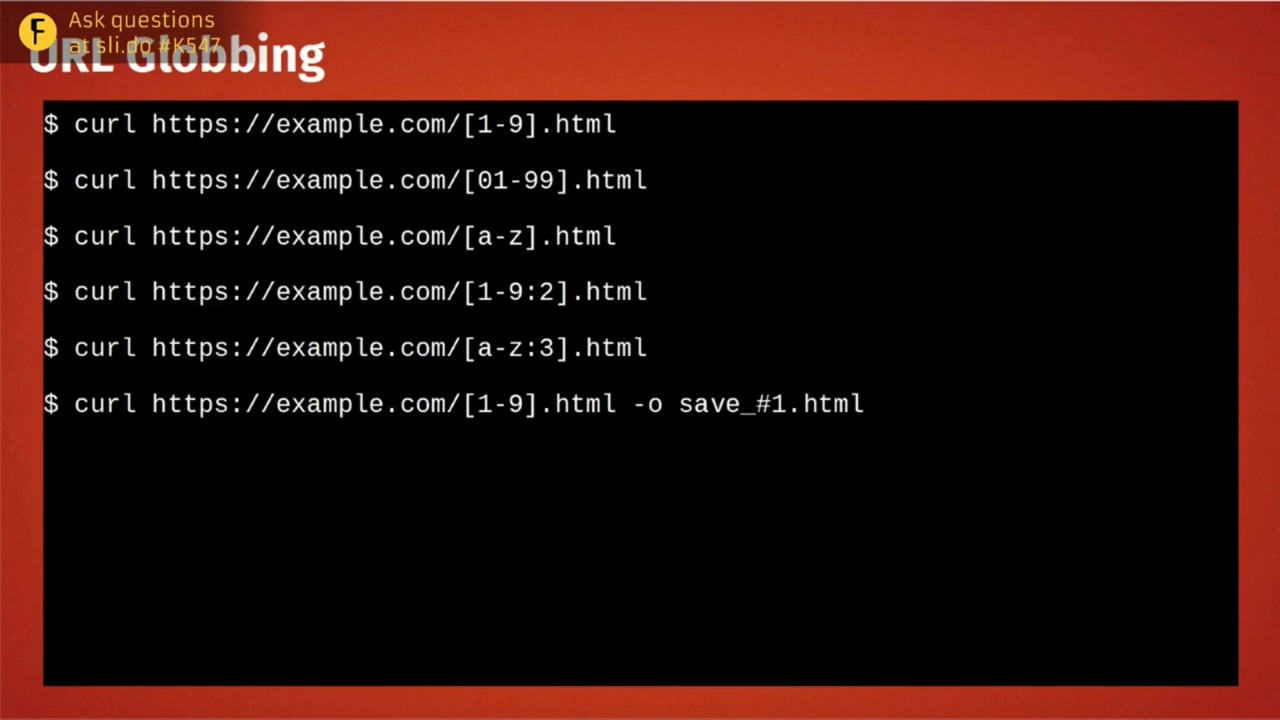 Ask questions
at sli.do #K547
URL Globbing
$ curl https://example.com/[1-9].html
$ curl https://example.com/[01-99].html
$ curl https://example.com/[a-z].html
$ curl https://example.com/[1-9:2].html
$ curl https://example.com/[a-z:3].html
$ curl https://example.com/[1-9].html -o save_#1.html